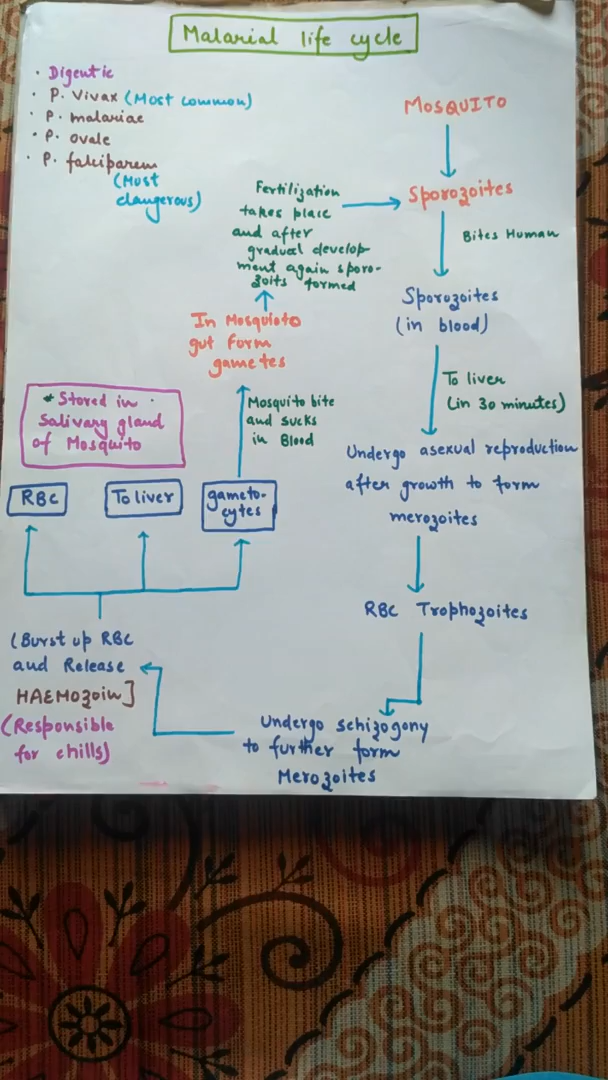 Malarial life cycle
· Digentic
· P. Vivax (Most common)
· P. malariae
· P. ovale
· P. falciparem
(Most
dangerous)
MOSQUITO
Sporozoites
Bites Human
Sporozoites
(in blood)
To liver
(in 30 minutes)
Undergo asexual reproduction
after growth to form
merozoites
RBC Trophozoites
Undergo schizogony
to further form
Merozoites
(Burst up RBC
and Release
HAEMOZOIN]
(Responsible
for chills)
RBC
To liver
gameto-
cytes
Mosquito bite
and sucks
in Blood
In Mosquioto
gut form
gametes
Fertilization
takes place
and after
gradual develop-
ment again sporo-
zoits formed
* Stored in
Salivary gland
of Mosquito